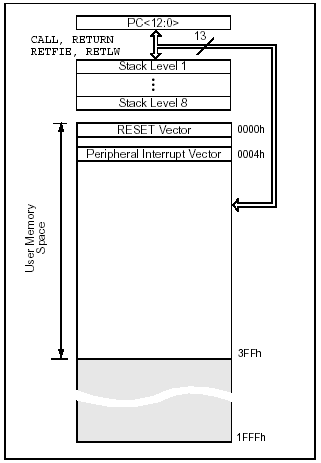 PC<12:0>
CALL, RETURN
RETFIE, RETLW
13
Stack Level 1
Stack Level 8
RESET Vector
0000h
Peripheral Interrupt Vector
0004h
User Memory
Space
3FFh
1FFFh